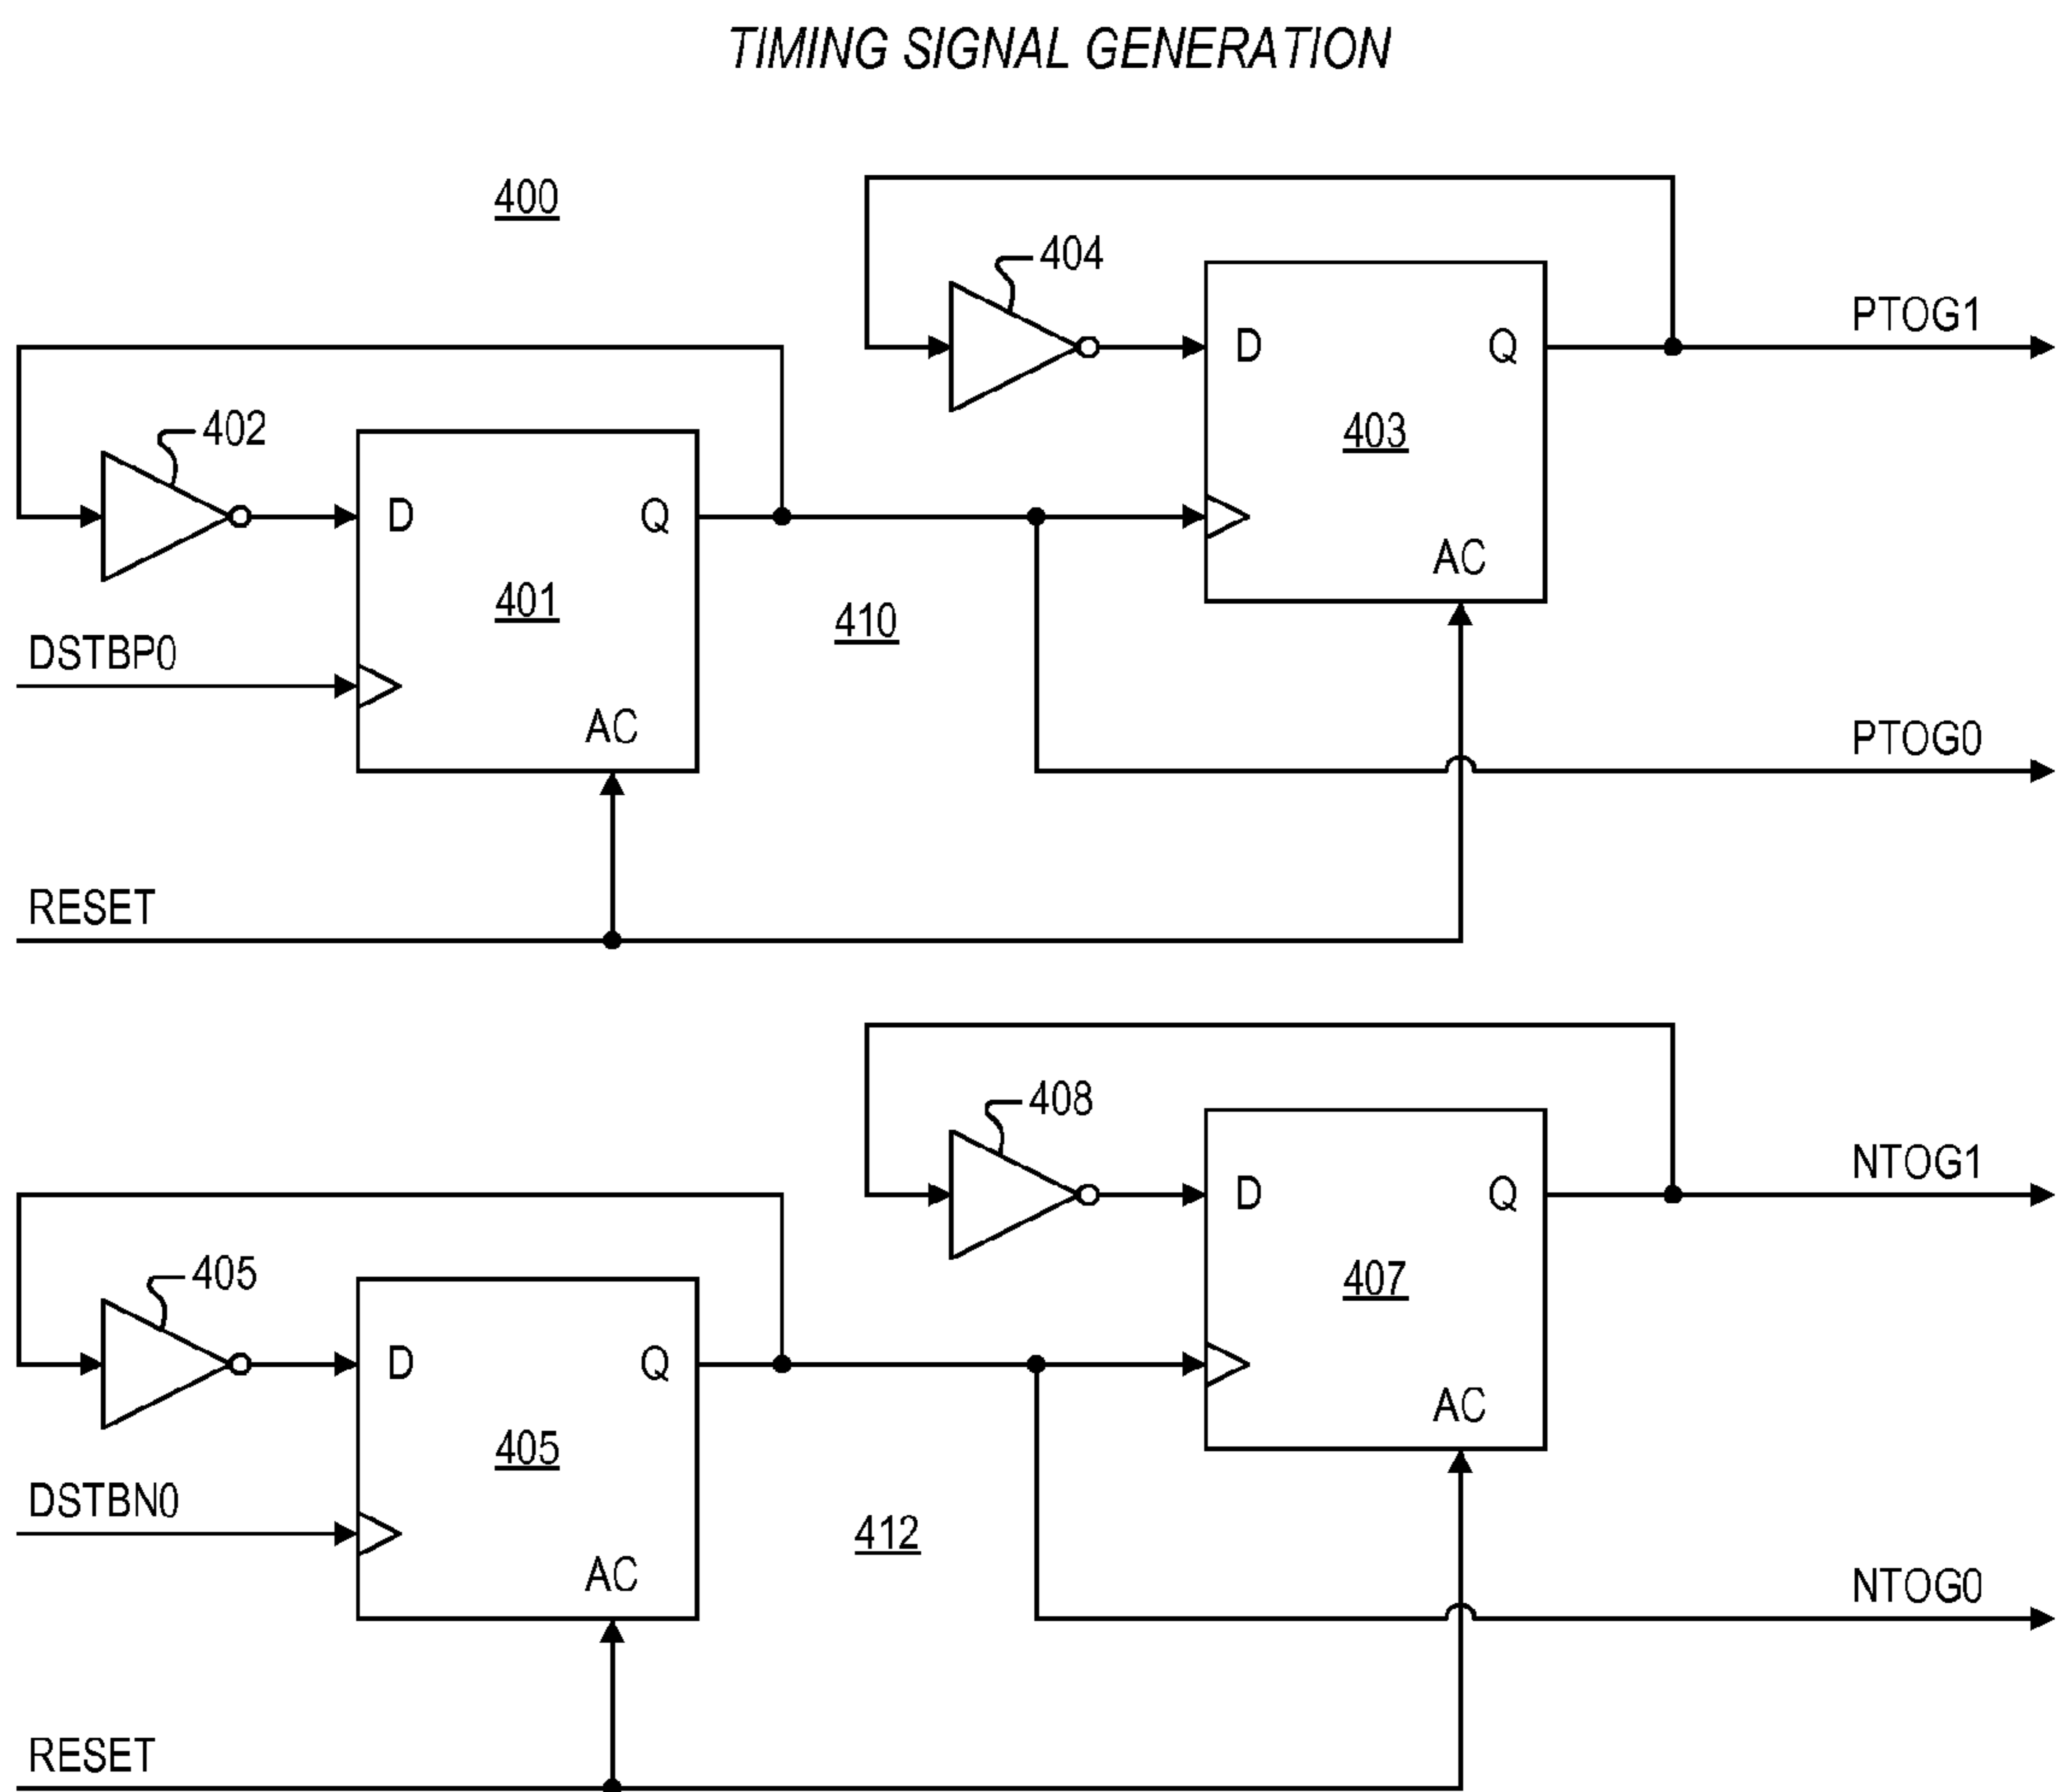 TIMING SIGNAL GENERATION
400
404
PTOG1
D
Q
402
403
D
Q
AC
401
410
DSTBP0
PTOG0
AC
RESET
408
NTOG1
D
Q
405
407
D
Q
AC
405
DSTBN0
412
NTOG0
AC
RESET